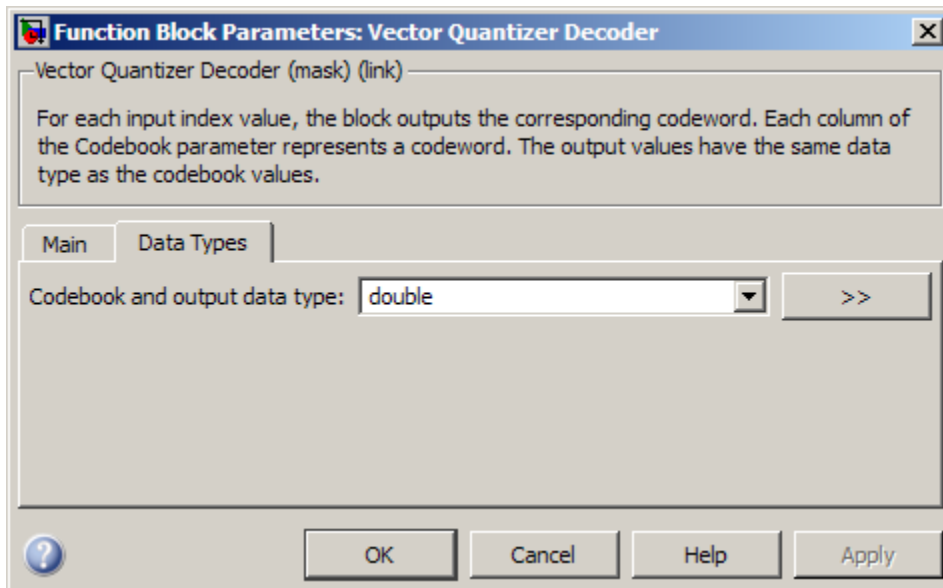 Function Block Parameters: Vector Quantizer Decoder
Vector Quantizer Decoder (mask) (link)
For each input index value, the block outputs the corresponding codeword. Each column of
the Codebook parameter represents a codeword. The output values have the same data
type as the codebook values.
Main Data Types
Codebook and output data type: double >>
OK Cancel Help Apply